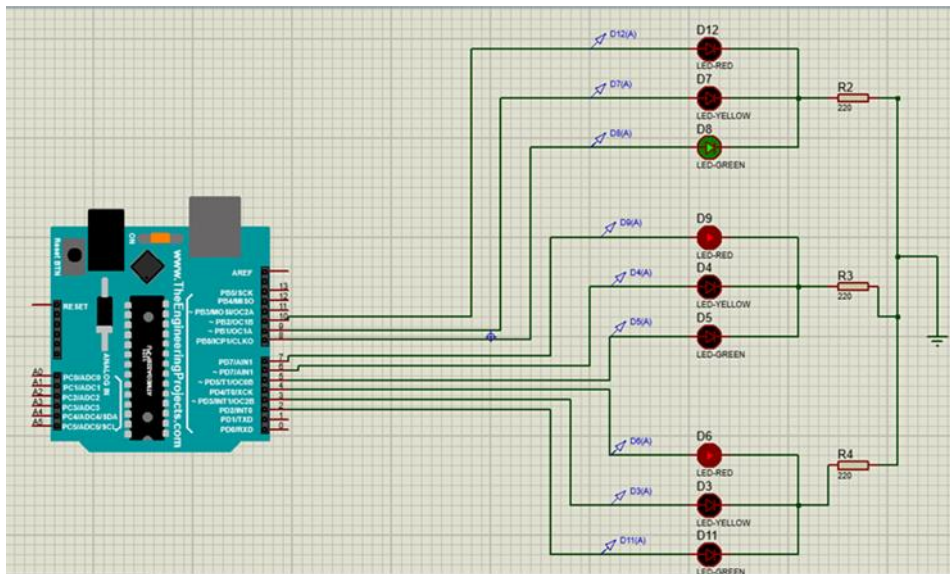 D12(A)
D12
LED-RED
D7(A)
D7
LED-YELLOW
R2
220
D8(A)
D8
LED-GREEN
D9(A)
D9
LED-RED
D4(A)
D4
LED-YELLOW
R3
220
D5(A)
D5
LED-GREEN
D6(A)
D6
LED-RED
D3(A)
D3
LED-YELLOW
R4
220
D11(A)
D11
LED-GREEN
Reset BTN
ON
www.TheEngineeringProjects.com
ANALOG IN
RESET
AREF
PB5/SCK 13
PB4/MISO 12
~ PB3/MOSI/OC2A 11
~ PB2/OC1B 10
~ PB1/OC1A 9
PB0/ICP1/CLKO 8
PD7/AIN1 7
~ PD7/AIN1 6
~ PD5/T1/OC0B 5
PD4/T0/XCK 4
~ PD3/INT1/OC2B 3
PD2/INT0 2
PD1/TXD 1
PD0/RXD 0
A0 PC0/ADC0
A1 PC1/ADC1
A2 PC2/ADC2
A3 PC3/ADC3
A4 PC4/ADC4/SDA
A5 PC5/ADC5/SCL